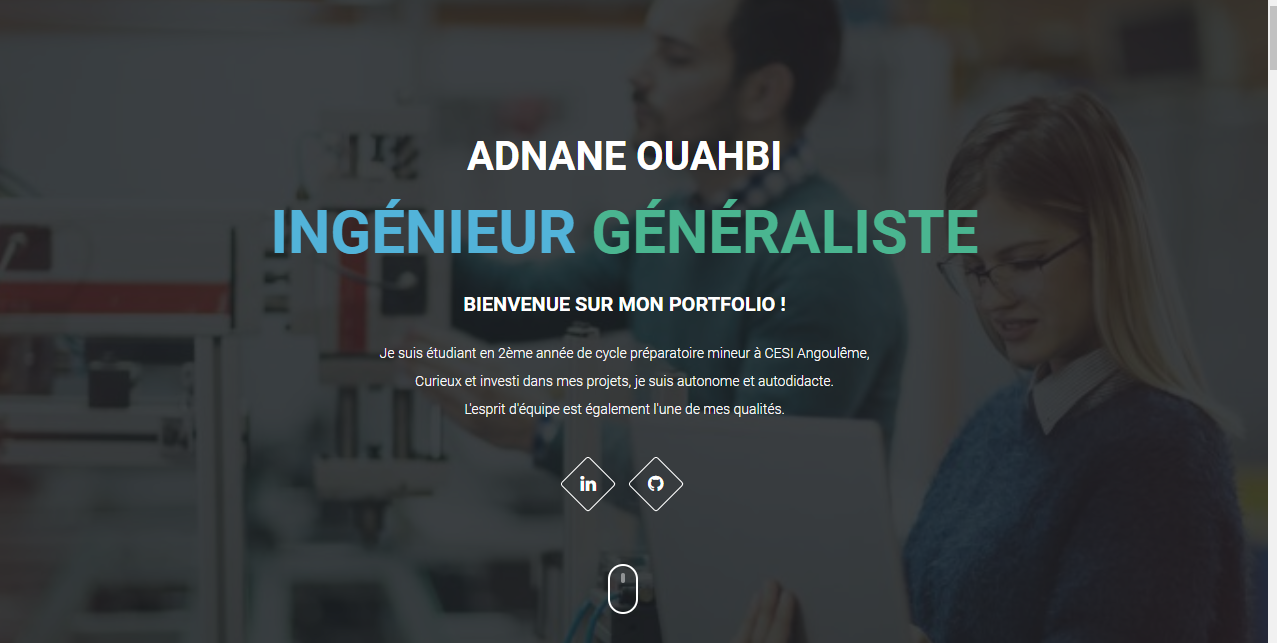 ADNANE OUAHBI
INGÉNIEUR GÉNÉRALISTE
BIENVENUE SUR MON PORTFOLIO !
Je suis étudiant en 2ème année de cycle préparatoire mineur à CESI Angoulême,
Curieux et investi dans mes projets, je suis autonome et autodidacte.
L'esprit d'équipe est également l'une de mes qualités.
in